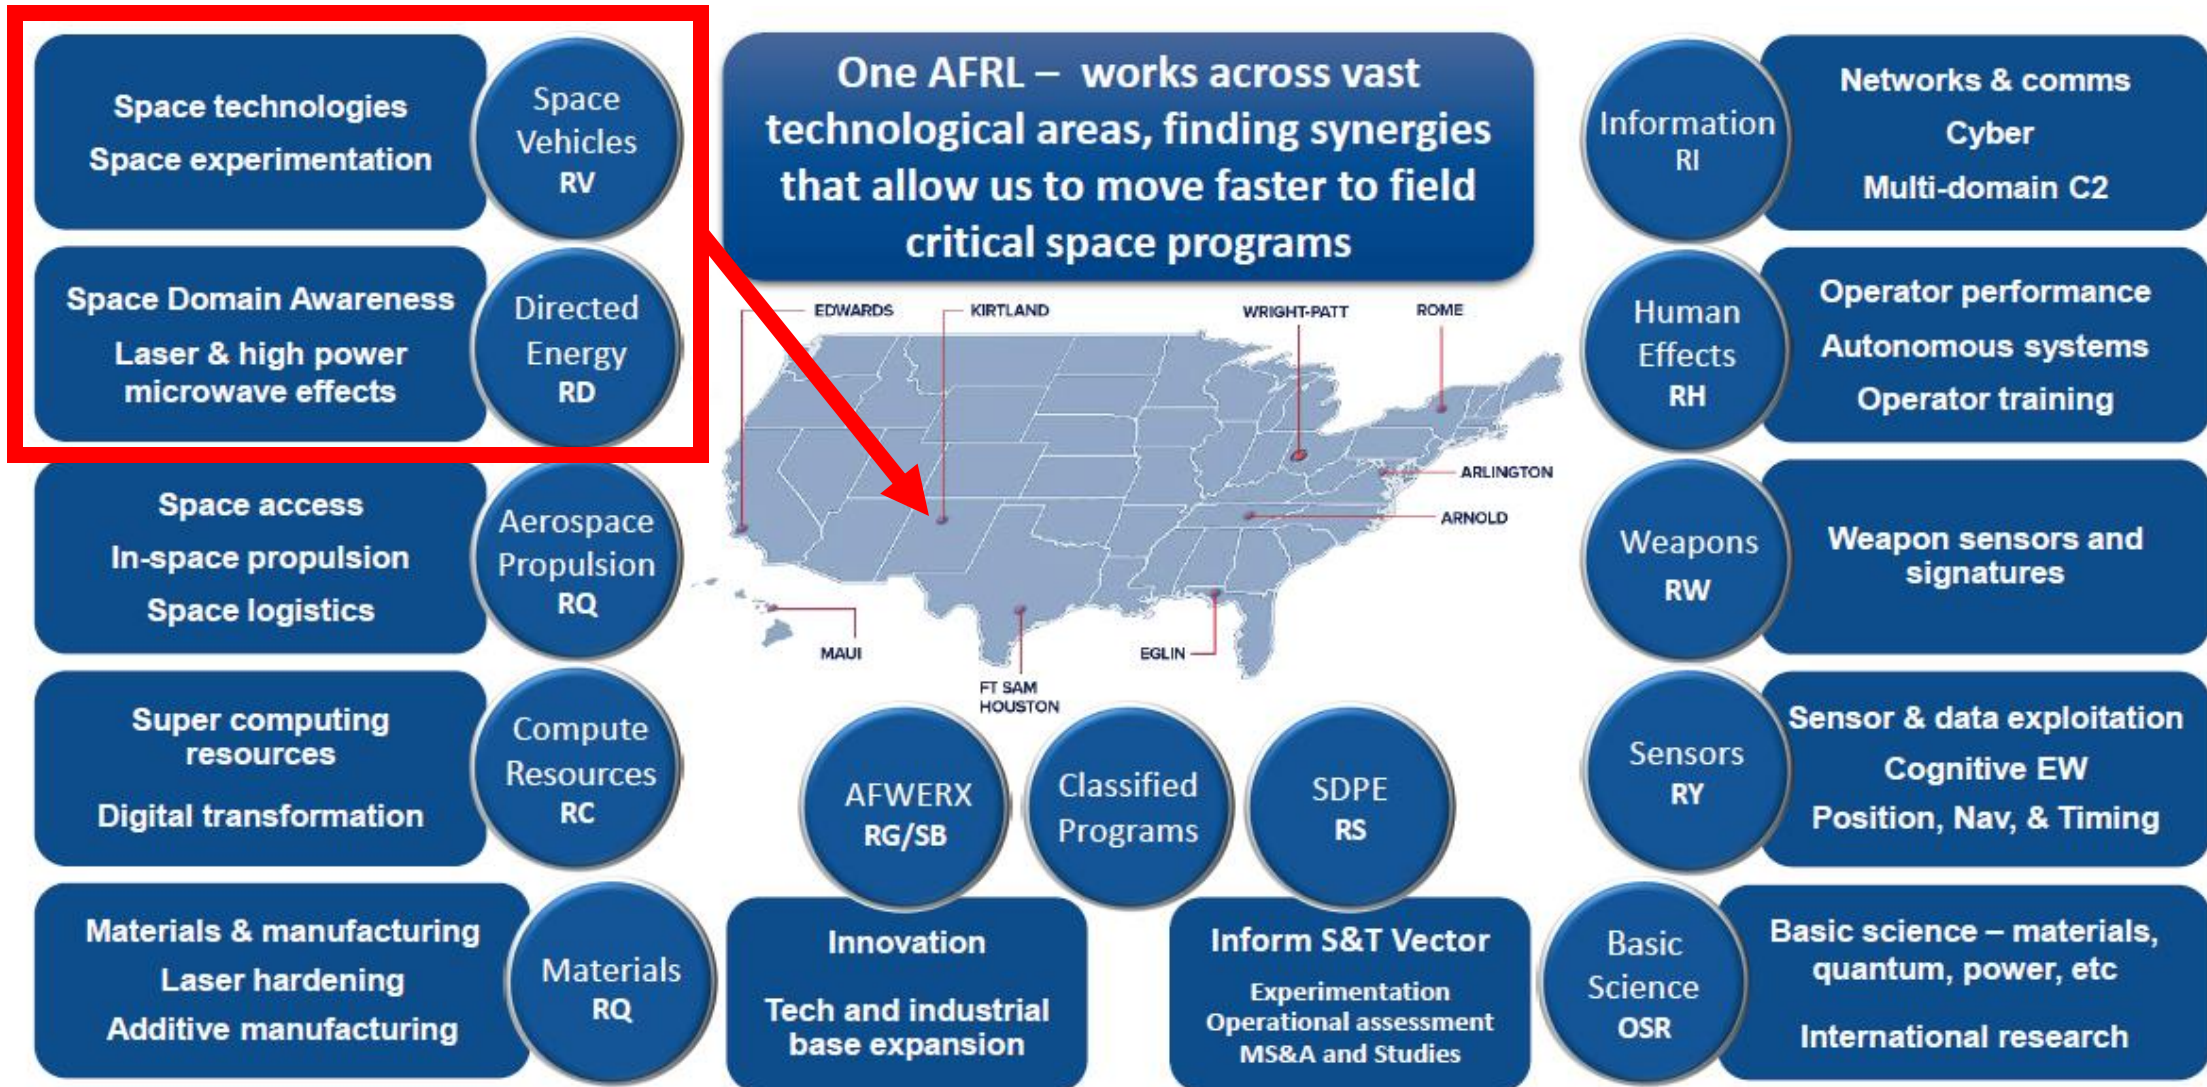 One AFRL – works across vast
technological areas, finding synergies
that allow us to move faster to field
critical space programs
Space technologies
Space experimentation
Space
Vehicles
RV
Space Domain Awareness
Laser & high power
microwave effects
Directed
Energy
RD
Space access
In-space propulsion
Space logistics
Aerospace
Propulsion
RQ
Super computing
resources
Digital transformation
Compute
Resources
RC
Materials & manufacturing
Laser hardening
Additive manufacturing
Materials
RQ
EDWARDS
KIRTLAND
WRIGHT-PATT
ROME
ARLINGTON
ARNOLD
MAUI
EGLIN
FT SAM
HOUSTON
AFWERX
RG/SB
Innovation
Tech and industrial
base expansion
Classified
Programs
SDPE
RS
Inform S&T Vector
Experimentation
Operational assessment
MS&A and Studies
Information
RI
Networks & comms
Cyber
Multi-domain C2
Human
Effects
RH
Operator performance
Autonomous systems
Operator training
Weapons
RW
Weapon sensors and
signatures
Sensors
RY
Sensor & data exploitation
Cognitive EW
Position, Nav, & Timing
Basic
Science
OSR
Basic science – materials,
quantum, power, etc
International research